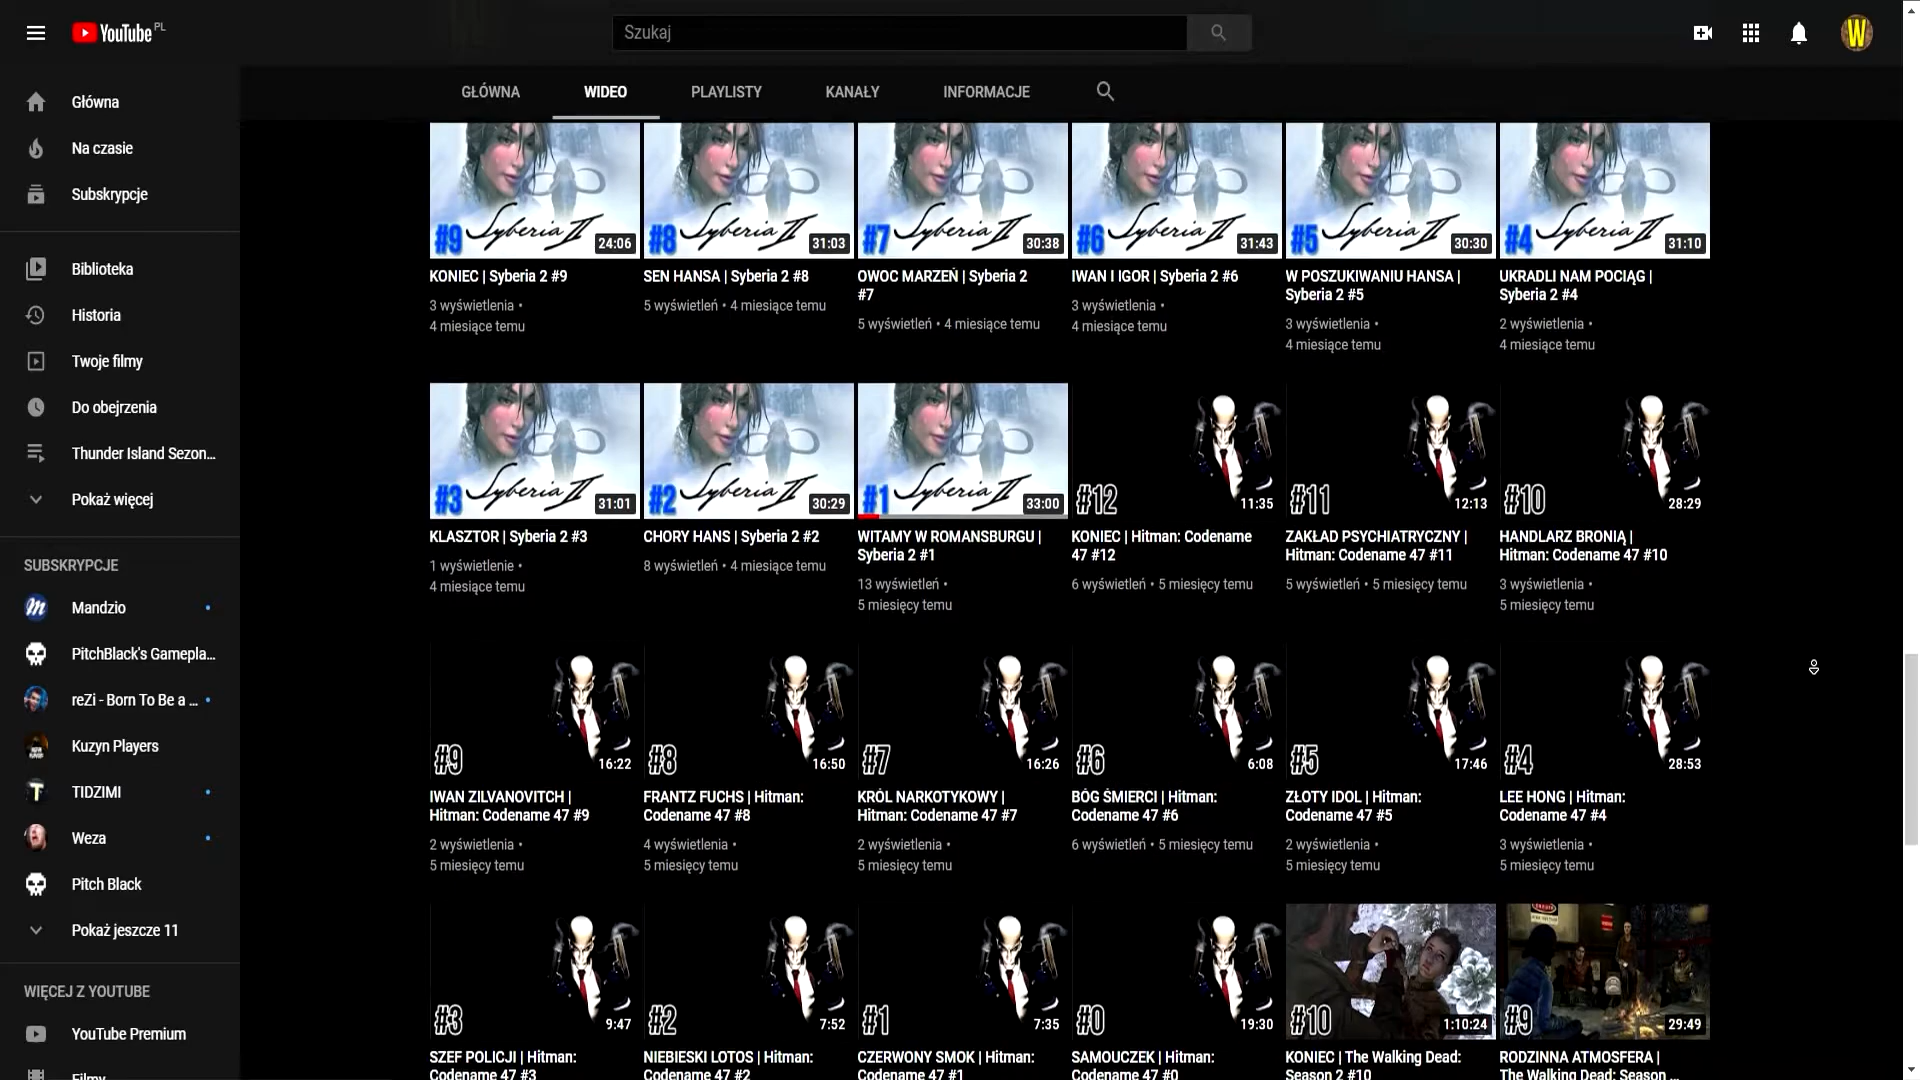 YouTube PL
Szukaj
W
GŁÓWNA
WIDEO
PLAYLISTY
KANAŁY
INFORMACJE
Główna
Na czasie
Subskrypcje
Biblioteka
Historia
Twoje filmy
Do obejrzenia
Thunder Island Sezon...
Pokaż więcej
SUBSKRYPCJE
Mandzio
PitchBlack's Gamepla...
reZi - Born To Be a ...
Kuzyn Players
TIDZIMI
Weza
Pitch Black
Pokaż jeszcze 11
WIĘCEJ Z YOUTUBE
YouTube Premium
Filmy
#9 Syberia II 24:06
KONIEC | Syberia 2 #9
3 wyświetlenia •
4 miesiące temu
#8 Syberia II 31:03
SEN HANSA | Syberia 2 #8
5 wyświetleń • 4 miesiące temu
#7 Syberia II 30:38
OWOC MARZEŃ | Syberia 2
#7
5 wyświetleń • 4 miesiące temu
#6 Syberia II 31:43
IWAN I IGOR | Syberia 2 #6
3 wyświetlenia •
4 miesiące temu
#5 Syberia II 30:30
W POSZUKIWANIU HANSA |
Syberia 2 #5
3 wyświetlenia •
4 miesiące temu
#4 Syberia II 31:10
UKRADLI NAM POCIĄG |
Syberia 2 #4
2 wyświetlenia •
4 miesiące temu
#3 Syberia II 31:01
KLASZTOR | Syberia 2 #3
1 wyświetlenie •
4 miesiące temu
#2 Syberia II 30:29
CHORY HANS | Syberia 2 #2
8 wyświetleń • 4 miesiące temu
#1 Syberia II 33:00
WITAMY W ROMANSBURGU |
Syberia 2 #1
13 wyświetleń •
5 miesięcy temu
#12 11:35
KONIEC | Hitman: Codename
47 #12
6 wyświetleń • 5 miesięcy temu
#11 12:13
ZAKŁAD PSYCHIATRYCZNY |
Hitman: Codename 47 #11
5 wyświetleń • 5 miesięcy temu
#10 28:29
HANDLARZ BRONIĄ |
Hitman: Codename 47 #10
3 wyświetlenia •
5 miesięcy temu
#9 16:22
IWAN ZILVANOVITCH |
Hitman: Codename 47 #9
2 wyświetlenia •
5 miesięcy temu
#8 16:50
FRANTZ FUCHS | Hitman:
Codename 47 #8
4 wyświetlenia •
5 miesięcy temu
#7 16:26
KRÓL NARKOTYKOWY |
Hitman: Codename 47 #7
2 wyświetlenia •
5 miesięcy temu
#6 6:08
BÓG ŚMIERCI | Hitman:
Codename 47 #6
6 wyświetleń • 5 miesięcy temu
#5 17:46
ZŁOTY IDOL | Hitman:
Codename 47 #5
2 wyświetlenia •
5 miesięcy temu
#4 28:53
LEE HONG | Hitman:
Codename 47 #4
3 wyświetlenia •
5 miesięcy temu
#3 9:47
SZEF POLICJI | Hitman:
Codename 47 #3
#2 7:52
NIEBIESKI LOTOS | Hitman:
Codename 47 #2
#1 7:35
CZERWONY SMOK | Hitman:
Codename 47 #1
#0 19:30
SAMOUCZEK | Hitman:
Codename 47 #0
#10 1:10:24
KONIEC | The Walking Dead:
Season 2 #10
#9 29:49
RODZINNA ATMOSFERA |
The Walking Dead: Season ...